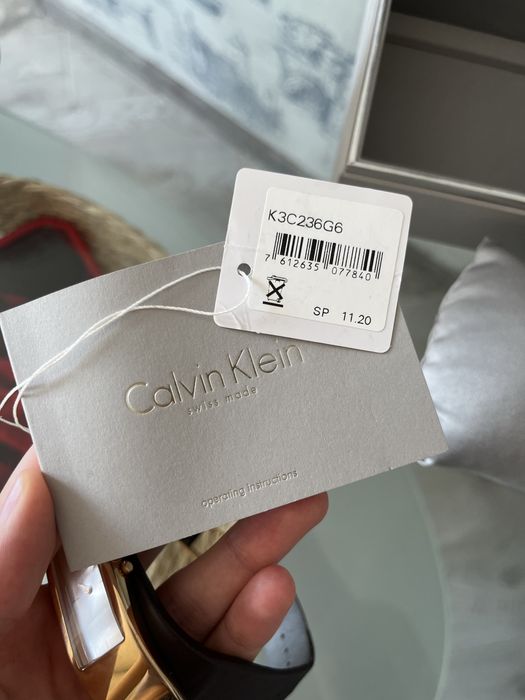 K3C236G6
7 612635 077840
SP 11.20
Calvin Klein
swiss made
operating instructions